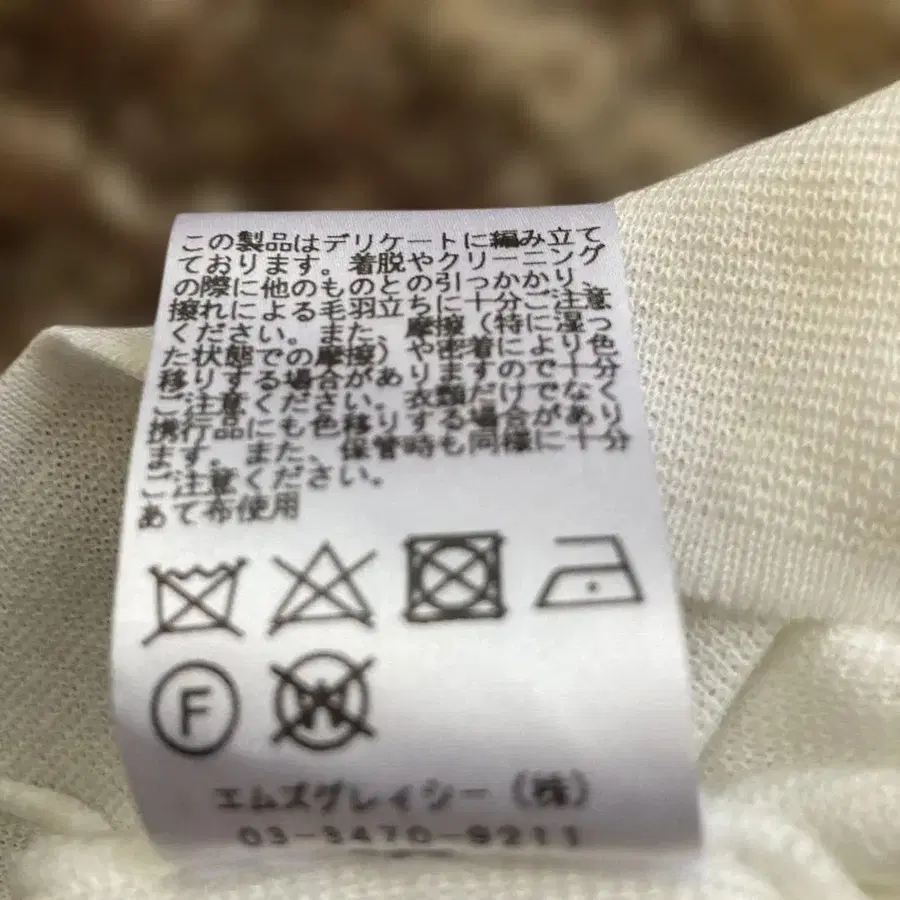 この製品はデリケートに編み立て
ております。着脱やクリーニング
の際に他のものとの引っかかり、
擦れによる毛羽立ちに十分ご注意
ください。また、摩擦（特に湿っ
た状態での摩擦）や密着により色
移りする場合がありますので十分
ご注意ください。衣類だけでなく
携行品にも色移りする場合があり
ます。また、保管時も同様に十分
ご注意ください。
あて布使用
F
W
エムズグレイシー（株）
03-3470-9211